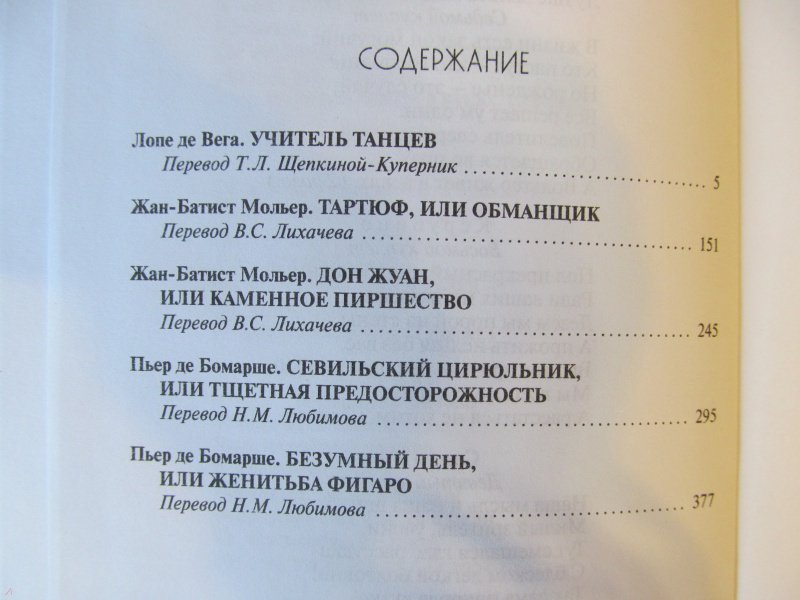 СОДЕРЖАНИЕ
Лопе де Вега. УЧИТЕЛЬ ТАНЦЕВ
Перевод Т.Л. Щепкиной-Куперник ........................ 5
Жан-Батист Мольер. ТАРТЮФ, ИЛИ ОБМАНЩИК
Перевод В.С. Лихачева ........................ 151
Жан-Батист Мольер. ДОН ЖУАН,
ИЛИ КАМЕННОЕ ПИРШЕСТВО
Перевод В.С. Лихачева ........................ 245
Пьер де Бомарше. СЕВИЛЬСКИЙ ЦИРЮЛЬНИК,
ИЛИ ТЩЕТНАЯ ПРЕДОСТОРОЖНОСТЬ
Перевод Н.М. Любимова ........................ 295
Пьер де Бомарше. БЕЗУМНЫЙ ДЕНЬ,
ИЛИ ЖЕНИТЬБА ФИГАРО
Перевод Н.М. Любимова ........................ 377